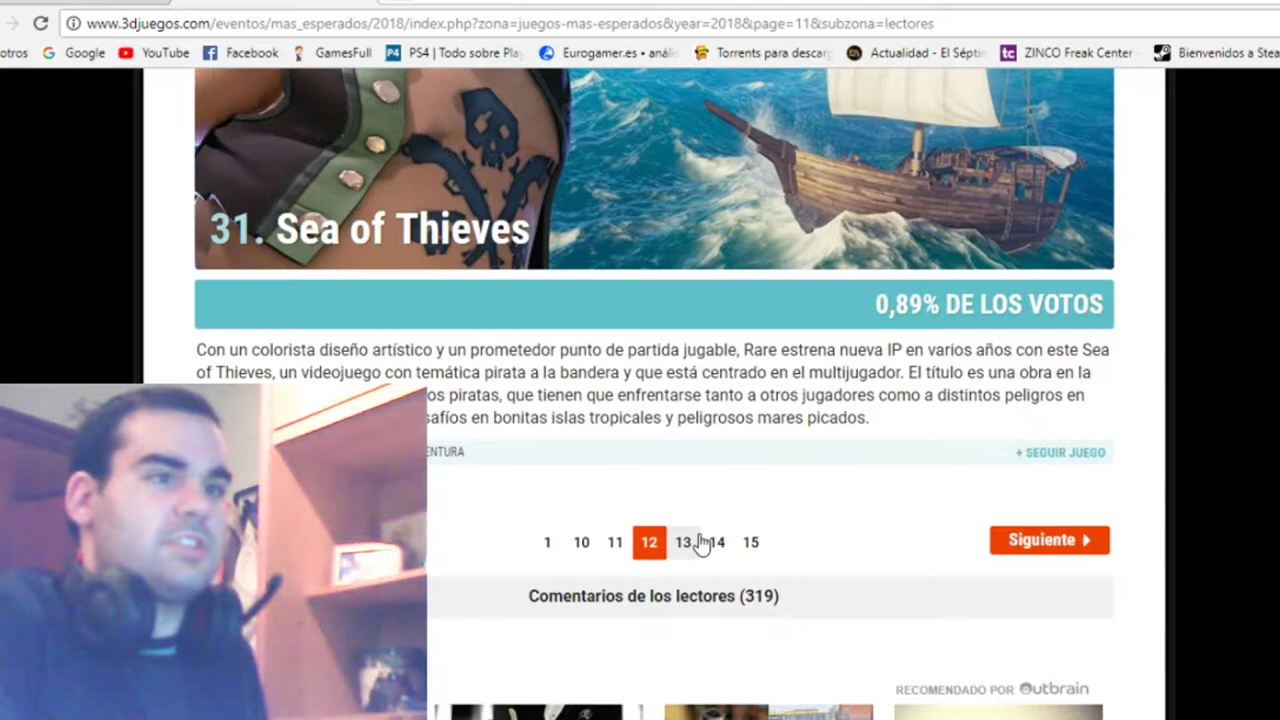 www.3djuegos.com/eventos/mas_esperados/2018/index.php?zona=juegos-mas-esperados&year=2018&page=11&subzona=lectores
otros Google YouTube Facebook GamesFull PS4 | Todo sobre Play Eurogamer.es • anális Torrents para descarg Actualidad - El Séptin ZINCO Freak Center Bienvenidos a Stea
31. Sea of Thieves
0,89% DE LOS VOTOS
Con un colorista diseño artístico y un prometedor punto de partida jugable, Rare estrena nueva IP en varios años con este Sea
of Thieves, un videojuego con temática pirata a la bandera y que está centrado en el multijugador. El título es una obra en la
os piratas, que tienen que enfrentarse tanto a otros jugadores como a distintos peligros en
safíos en bonitas islas tropicales y peligrosos mares picados.
ENTURA + SEGUIR JUEGO
1 10 11 12 13 14 15 Siguiente
Comentarios de los lectores (319)
RECOMENDADO POR Outbrain